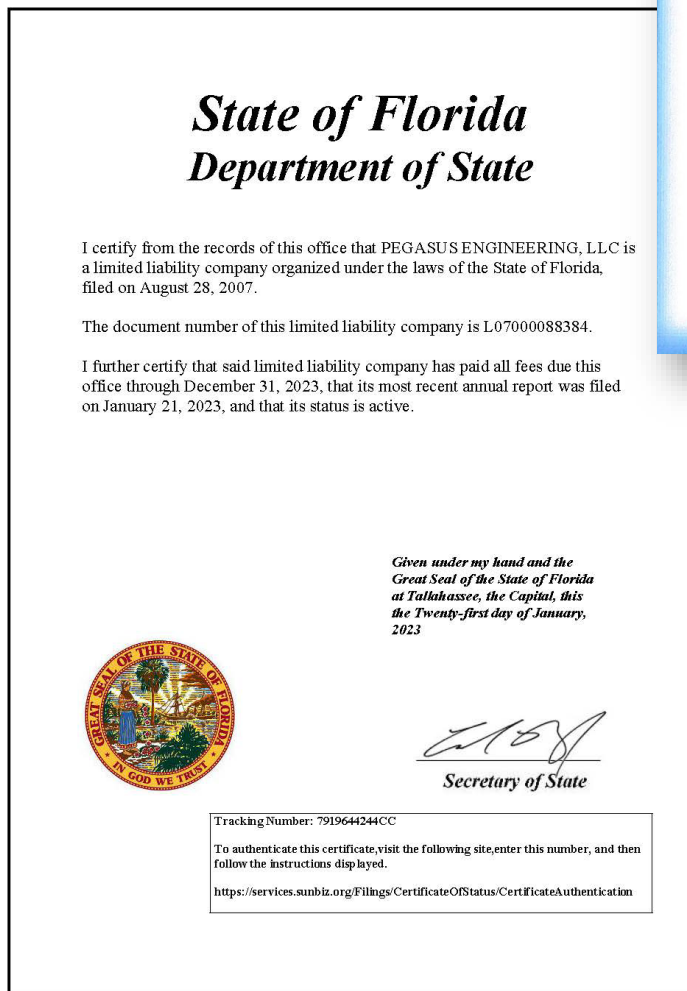 State of Florida
Department of State
I certify from the records of this office that PEGASUS ENGINEERING, LLC is
a limited liability company organized under the laws of the State of Florida,
filed on August 28, 2007.
The document number of this limited liability company is L07000088384.
I further certify that said limited liability company has paid all fees due this
office through December 31, 2023, that its most recent annual report was filed
on January 21, 2023, and that its status is active.
Given under my hand and the
Great Seal of the State of Florida
at Tallahassee, the Capital, this
the Twenty-first day of January,
2023
GREAT SEAL OF THE STATE OF FLORIDA
IN GOD WE TRUST
Secretary of State
Tracking Number: 7919644244CC
To authenticate this certificate,visit the following site,enter this number, and then
follow the instructions displayed.
https://services.sunbiz.org/Filings/CertificateOfStatus/CertificateAuthentication